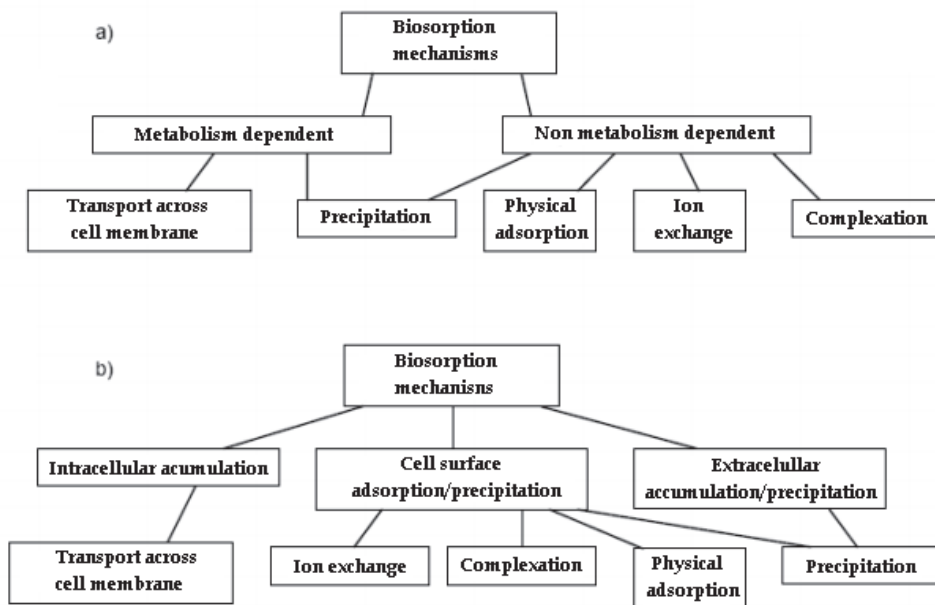 a)
Biosorption
mechanisms
Metabolism dependent
Non metabolism dependent
Transport across
cell membrane
Precipitation
Physical
adsorption
Ion
exchange
Complexation
b)
Biosorption
mechanisns
Intracellular acumulation
Cell surface
adsorption/precipitation
Extracelullar
accumulation/precipitation
Transport across
cell membrane
Ion exchange
Complexation
Physical
adsorption
Precipitation